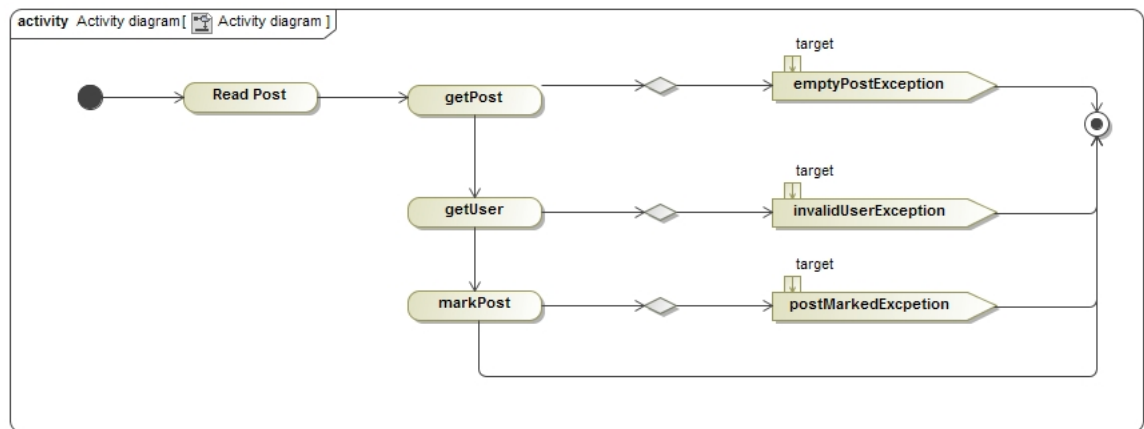 activity Activity diagram [ Activity diagram ]
target
Read Post
getPost
emptyPostException
target
getUser
invalidUserException
target
markPost
postMarkedExcpetion